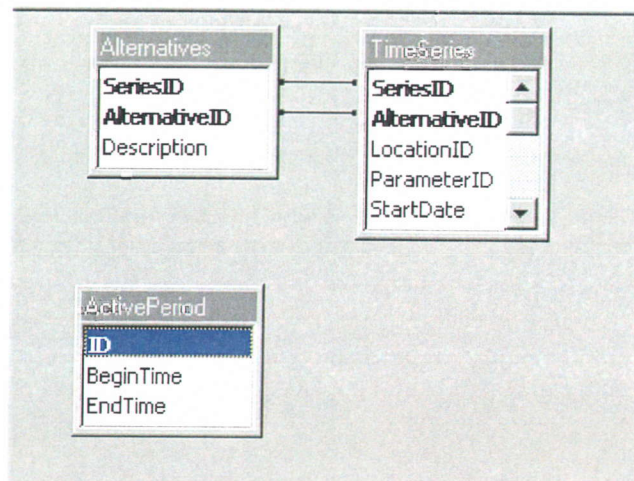 Alternatives
SeriesID
AlternativeID
Description
TimeSeries
SeriesID
AlternativeID
LocationID
ParameterID
StartDate
ActivePeriod
ID
BeginTime
EndTime